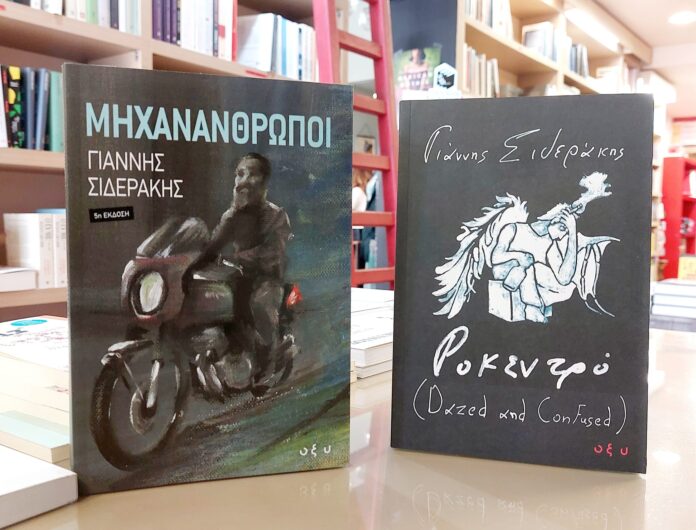 ΜΗΧΑΝΑΝΘΡΩΠΟΙ
ΓΙΑΝΝΗΣ
ΣΙΔΕΡΑΚΗΣ
5η ΕΚΔΟΣΗ
οξυ
Γιάννης Σιδεράκης
Ροκεντρό
(Dazed and Confused)
οξυ